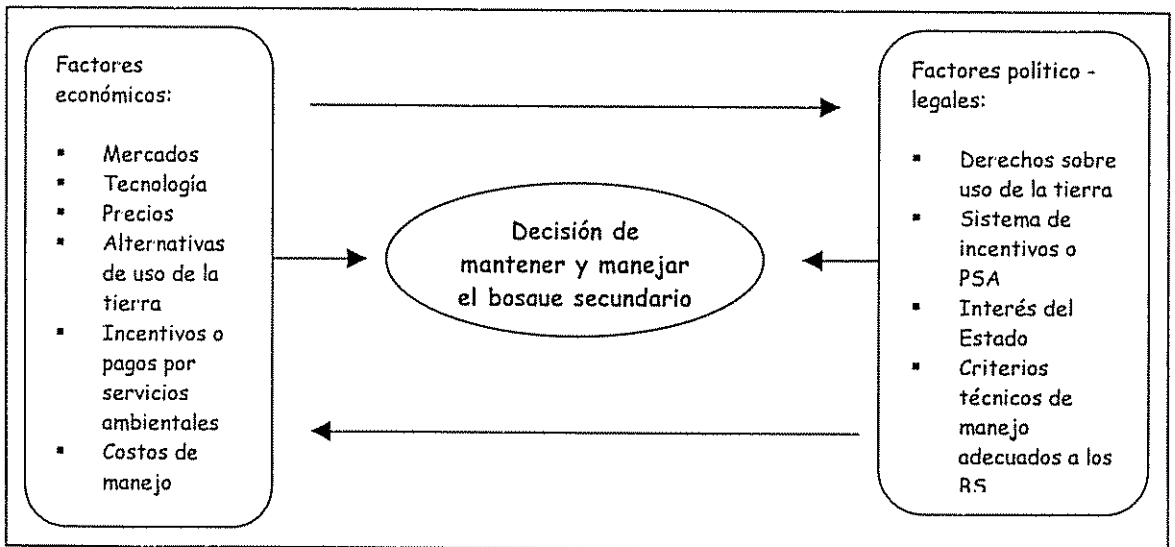 Factores
económicos:
▪ Mercados
▪ Tecnología
▪ Precios
▪ Alternativas
de uso de la
tierra
▪ Incentivos o
pagos por
servicios
ambientales
▪ Costos de
manejo
Decisión de
mantener y manejar
el bosque secundario
Factores político -
legales:
▪ Derechos sobre
uso de la tierra
▪ Sistema de
incentivos o
PSA
▪ Interés del
Estado
▪ Criterios
técnicos de
manejo
adecuados a los